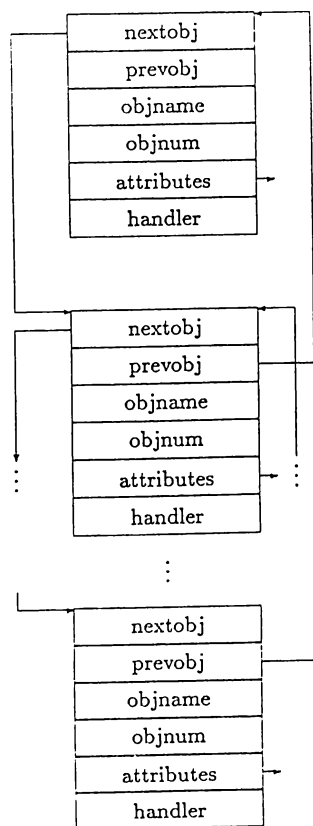 nextobj
prevobj
objname
objnum
attributes
handler
nextobj
prevobj
objname
objnum
attributes
handler
nextobj
prevobj
objname
objnum
attributes
handler